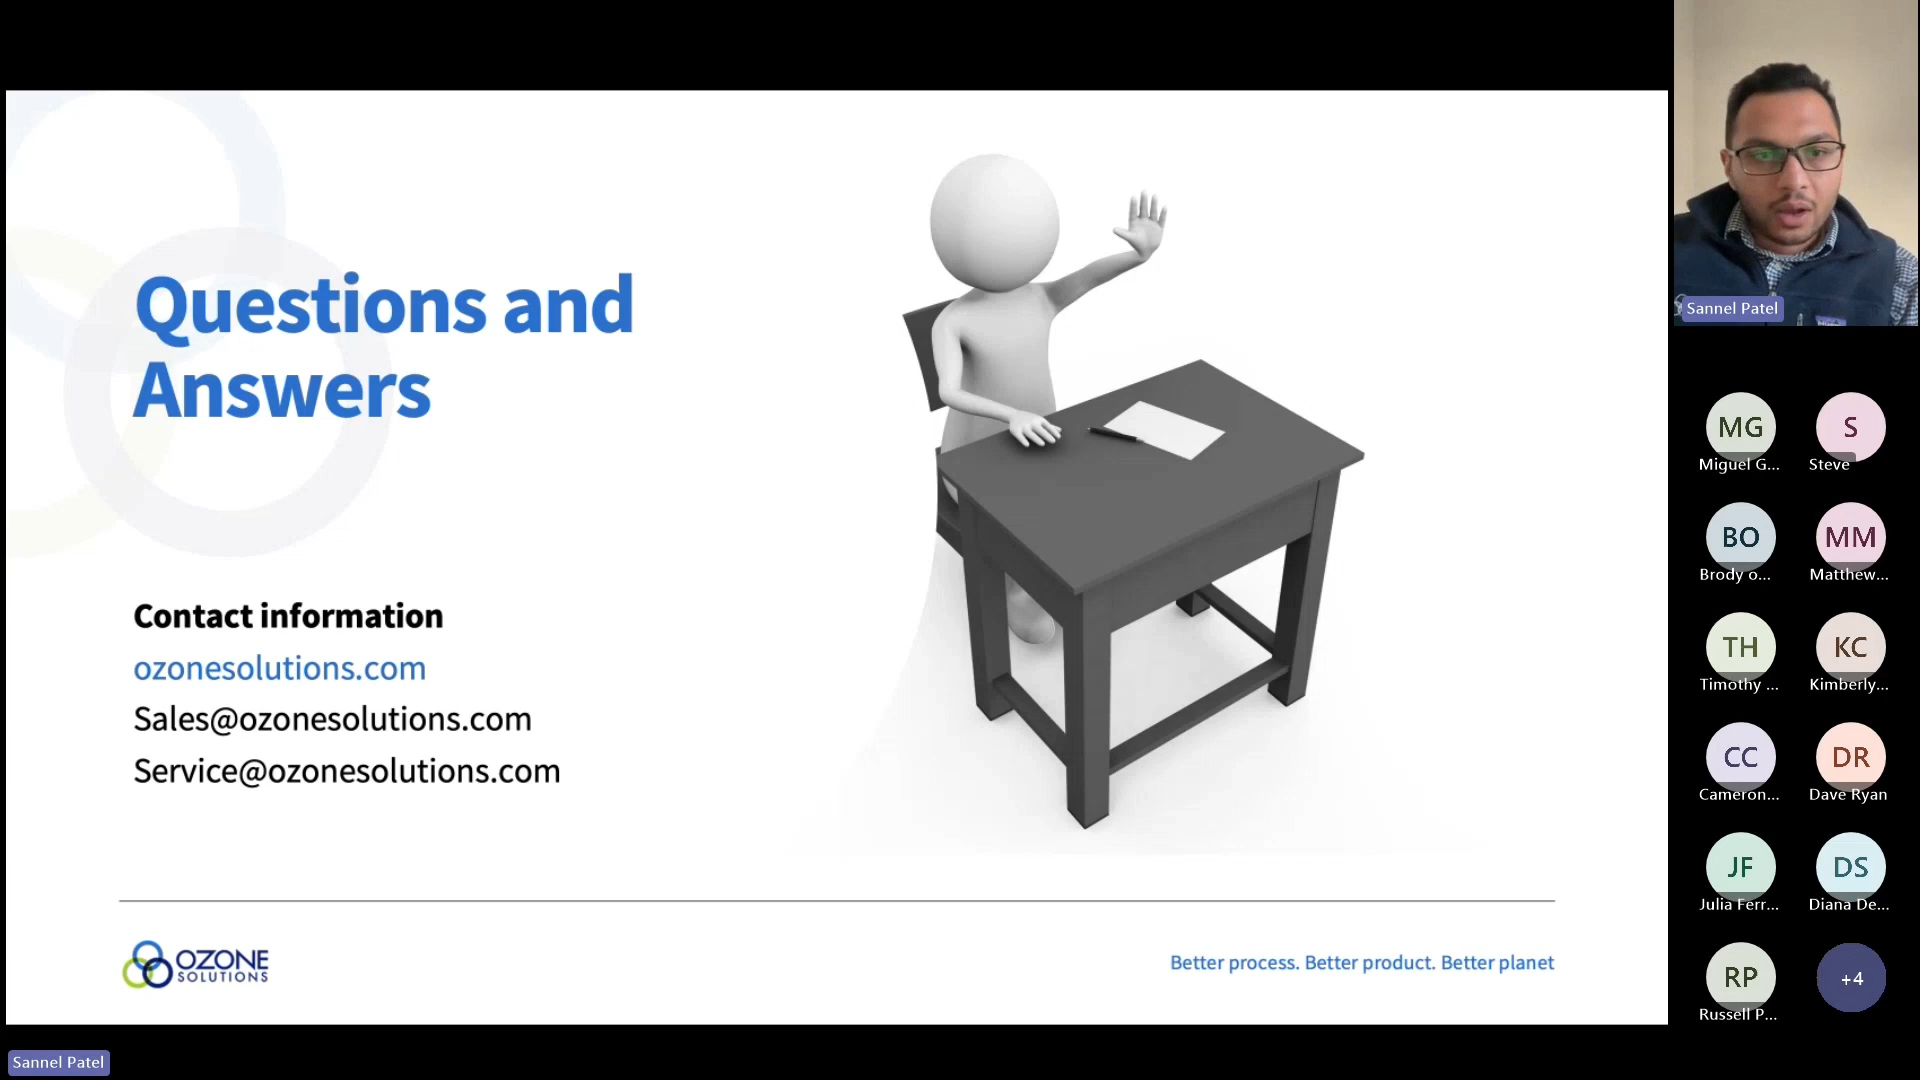 Questions and
Answers
Contact information
ozonesolutions.com
Sales@ozonesolutions.com
Service@ozonesolutions.com
OZONE
SOLUTIONS
Better process. Better product. Better planet
Sannel Patel
Sannel Patel
MG
Miguel G...
S
Steve
BO
Brody o...
MM
Matthew...
TH
Timothy ...
KC
Kimberly...
CC
Cameron...
DR
Dave Ryan
JF
Julia Ferr...
DS
Diana De...
RP
Russell P...
+4